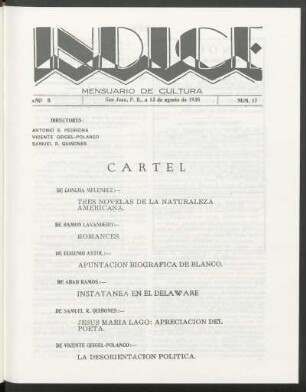 INDICE
MENSUARIO DE CULTURA
AÑO II San Juan, P. R., a 13 de agosto de 1930 NUM. 17
DIRECTORES:
ANTONIO S. PEDREIRA
VICENTE GEIGEL-POLANCO
SAMUEL R. QUIÑONES
CARTEL
DE CONCHA MELENDEZ:—
TRES NOVELAS DE LA NATURALEZA
AMERICANA.
DE RAMON LAVANDERO:—
ROMANCES.
DE EUGENIO ASTOL:—
APUNTACION BIOGRAFICA DE BLANCO.
DE ABAD RAMOS:—
INSTATANEA EN EL DELAWARE
DE SAMUEL R. QUIÑONES:—
JESUS MARIA LAGO: APRECIACION DEL
POETA.
DE VICENTE GEIGEL-POLANCO:—
LA DESORIENTACION POLITICA.